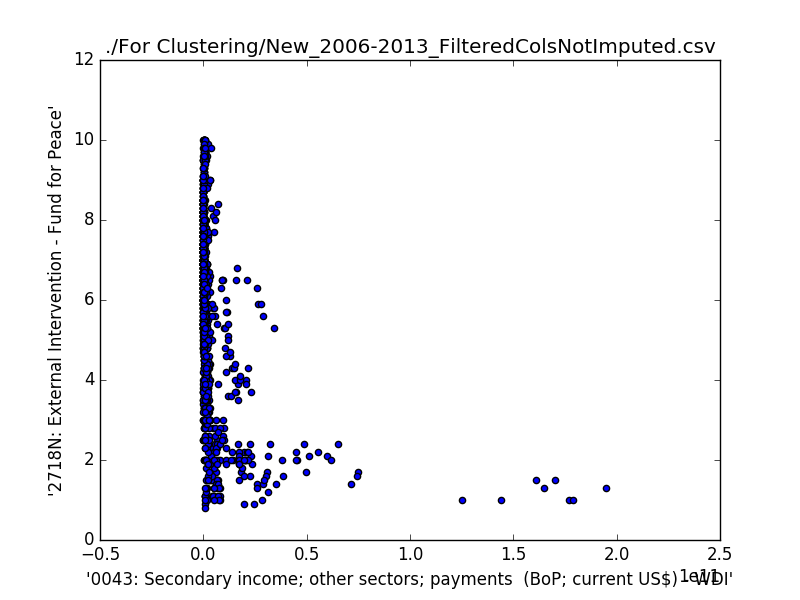 ./For Clustering/New_2006-2013_FilteredColsNotImputed.csv
12
10
8
6
4
2
0
'2718N: External Intervention - Fund for Peace'
−0.5 0.0 0.5 1.0 1.5 2.0 2.5
1e11
'0043: Secondary income; other sectors; payments (BoP; current US$) - WDI'